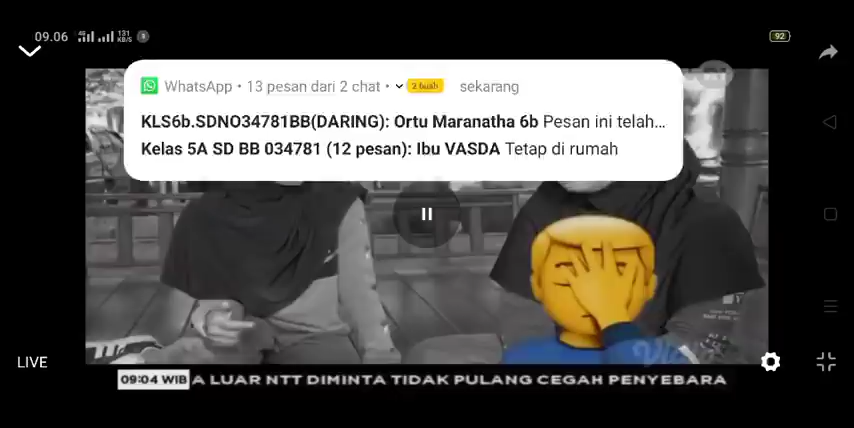 09.06 4G 131 KB/S 3 92
WhatsApp • 13 pesan dari 2 chat • 2 buah sekarang
KLS6b.SDNO34781BB(DARING): Ortu Maranatha 6b Pesan ini telah...
Kelas 5A SD BB 034781 (12 pesan): Ibu VASDA Tetap di rumah
LIVE
09:04 WIB A LUAR NTT DIMINTA TIDAK PULANG CEGAH PENYEBARA